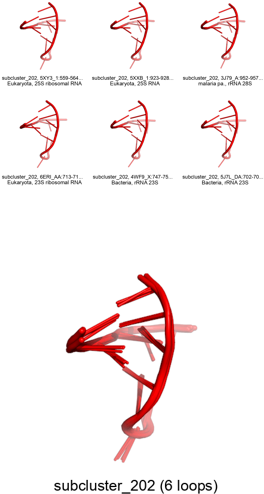 subcluster_202, 5XY3_1:559-564...
Eukaryota, 25S ribosomal RNA
subcluster_202, 5XXB_1:923-928...
Eukaryota, 25S RNA
subcluster_202, 3J79_A:952-957...
malaria pa., rRNA 28S
subcluster_202, 6ERI_AA:713-71...
Eukaryota, 23S ribosomal RNA
subcluster_202, 4WF9_X:747-75...
Bacteria, rRNA 23S
subcluster_202, 5J7L_DA:702-70...
Bacteria, rRNA 23S
subcluster_202 (6 loops)